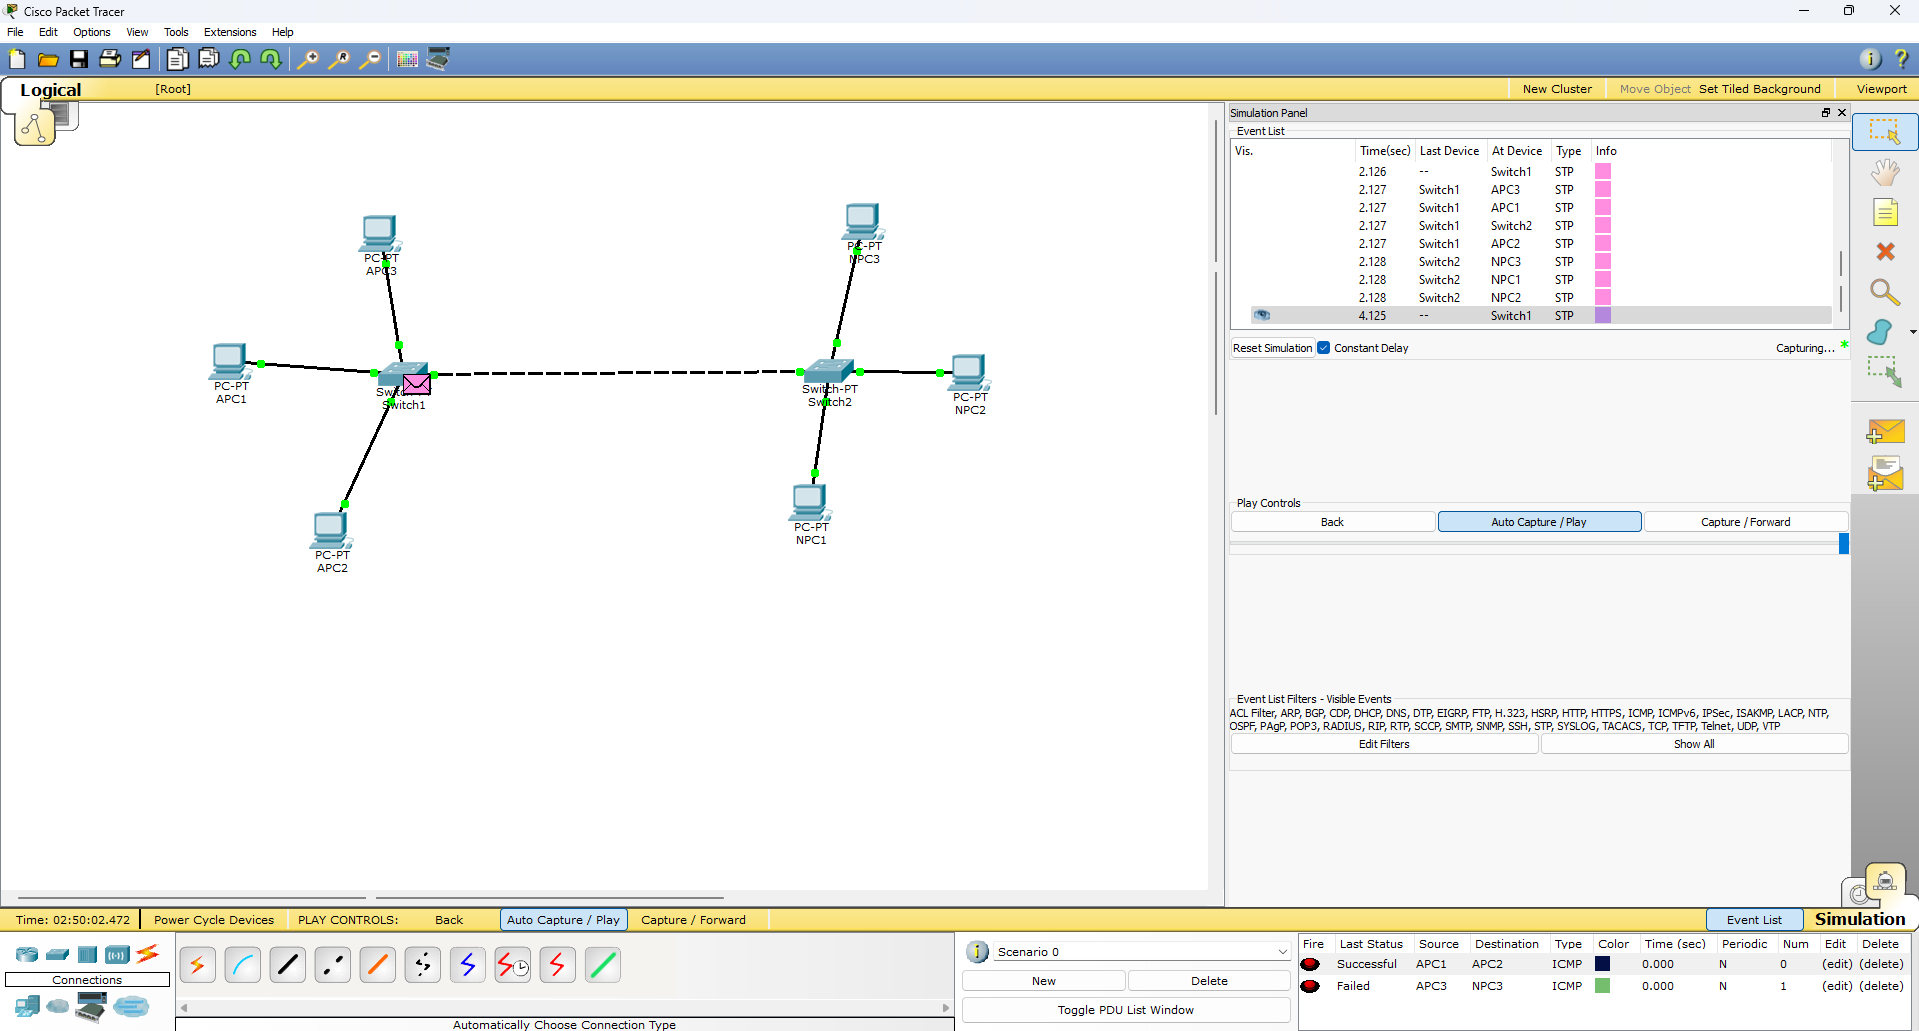 Cisco Packet Tracer
File Edit Options View Tools Extensions Help
Logical [Root] New Cluster Move Object Set Tiled Background Viewport
Simulation Panel
Event List
Vis. Time(sec) Last Device At Device Type Info
2.126 -- Switch1 STP
2.127 Switch1 APC3 STP
2.127 Switch1 APC1 STP
2.127 Switch1 Switch2 STP
2.127 Switch1 APC2 STP
2.128 Switch2 NPC3 STP
2.128 Switch2 NPC1 STP
2.128 Switch2 NPC2 STP
4.125 -- Switch1 STP
Reset Simulation Constant Delay Capturing... *
PC-PT
APC3
PC-PT
NPC3
PC-PT
APC1
Switch1
Switch-PT
Switch2
PC-PT
NPC2
PC-PT
NPC1
PC-PT
APC2
Play Controls
Back Auto Capture / Play Capture / Forward
Event List Filters - Visible Events
ACL Filter, ARP, BGP, CDP, DHCP, DNS, DTP, EIGRP, FTP, H.323, HSRP, HTTP, HTTPS, ICMP, ICMPv6, IPSec, ISAKMP, LACP, NTP,
OSPF, PAgP, POP3, RADIUS, RIP, RTP, SCCP, SMTP, SNMP, SSH, STP, SYSLOG, TACACS, TCP, TFTP, Telnet, UDP, VTP
Edit Filters Show All
Time: 02:50:02.472 Power Cycle Devices PLAY CONTROLS: Back Auto Capture / Play Capture / Forward Event List Simulation
Connections
Automatically Choose Connection Type
Scenario 0
New Delete
Toggle PDU List Window
Fire Last Status Source Destination Type Color Time (sec) Periodic Num Edit Delete
Successful APC1 APC2 ICMP 0.000 N 0 (edit) (delete)
Failed APC3 NPC3 ICMP 0.000 N 1 (edit) (delete)